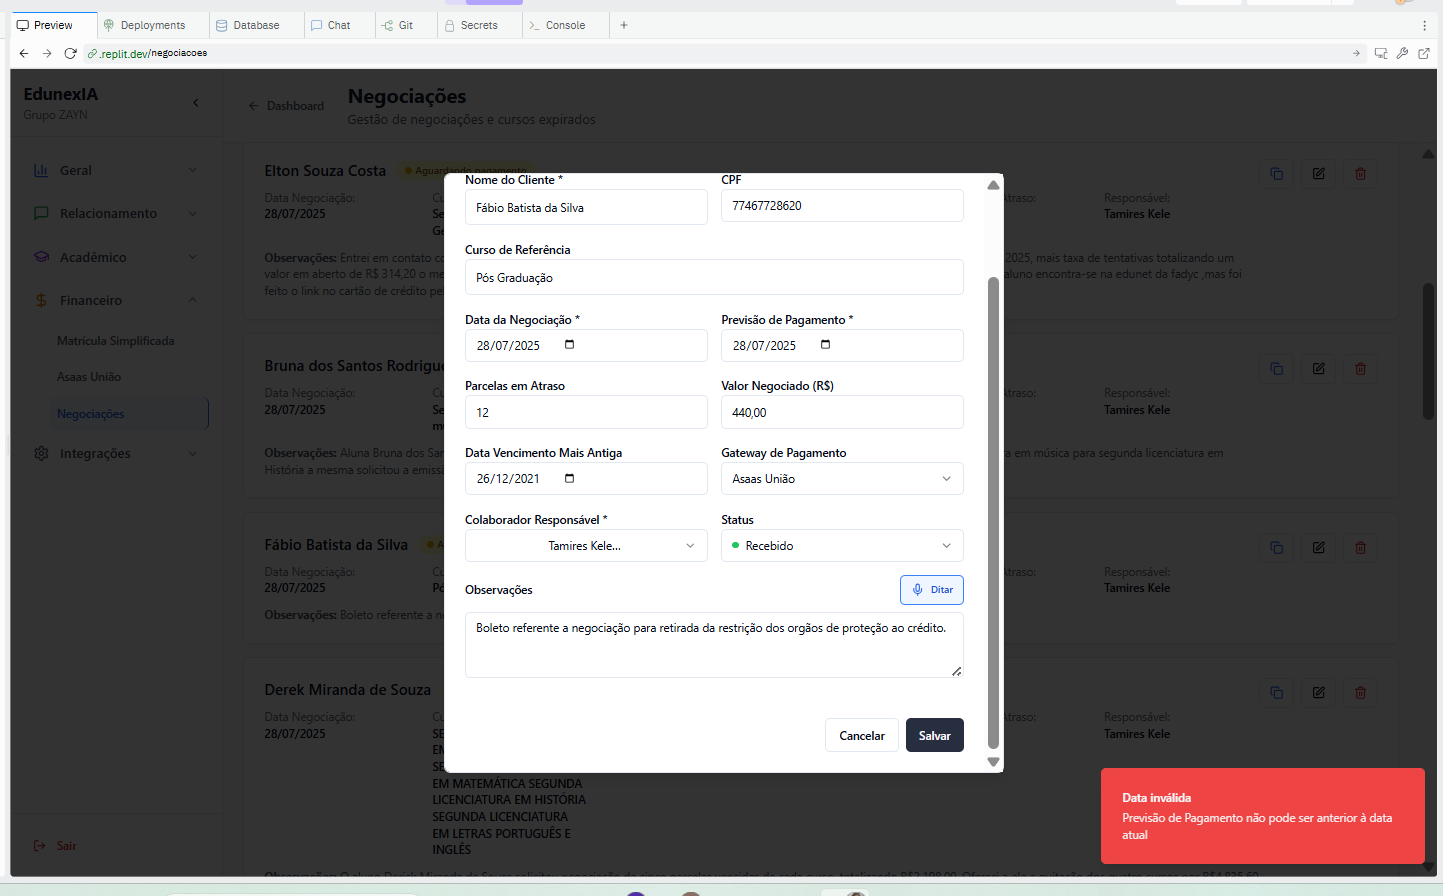 Preview
Deployments
Database
Chat
Git
Secrets
Console
.replit.dev/negociacoes
EdunexIA
Grupo ZAYN
Dashboard
Negociações
Gestão de negociações e cursos expirados
Geral
Relacionamento
Acadêmico
Financeiro
Matrícula Simplificada
Asaas União
Negociações
Integrações
Sair
Elton Souza Costa
Aguardando pagamento
Data Negociação:
28/07/2025
Atraso:
Responsável:
Tamires Kele
Observações: Entrei em contato
2025, mais taxa de tentativas totalizando um
valor em aberto de R$ 314,20 o
aluno encontra-se na edunet da fadyc ,mas foi
feito o link no cartão de crédito
Bruna dos Santos
Data Negociação:
28/07/2025
Atraso:
Responsável:
Tamires Kele
Observações: Aluna Bruna dos
em música para segunda licenciatura em
História a mesma solicitou a
Fábio Batista da Silva
Data Negociação:
28/07/2025
Atraso:
Responsável:
Tamires Kele
Observações: Boleto referente a
Derek Miranda de Souza
Data Negociação:
28/07/2025
Atraso:
Responsável:
Tamires Kele
EM MATEMÁTICA SEGUNDA
LICENCIATURA EM HISTÓRIA
SEGUNDA LICENCIATURA
EM LETRAS PORTUGUÊS E
INGLÊS
Nome do Cliente *
CPF
Fábio Batista da Silva
77467728620
Curso de Referência
Pós Graduação
Data da Negociação *
Previsão de Pagamento *
28/07/2025
28/07/2025
Parcelas em Atraso
Valor Negociado (R$)
12
440,00
Data Vencimento Mais Antiga
Gateway de Pagamento
26/12/2021
Asaas União
Colaborador Responsável *
Status
Tamires Kele...
Recebido
Observações
Ditar
Boleto referente a negociação para retirada da restrição dos orgãos de proteção ao crédito.
Cancelar
Salvar
Data inválida
Previsão de Pagamento não pode ser anterior à data
atual